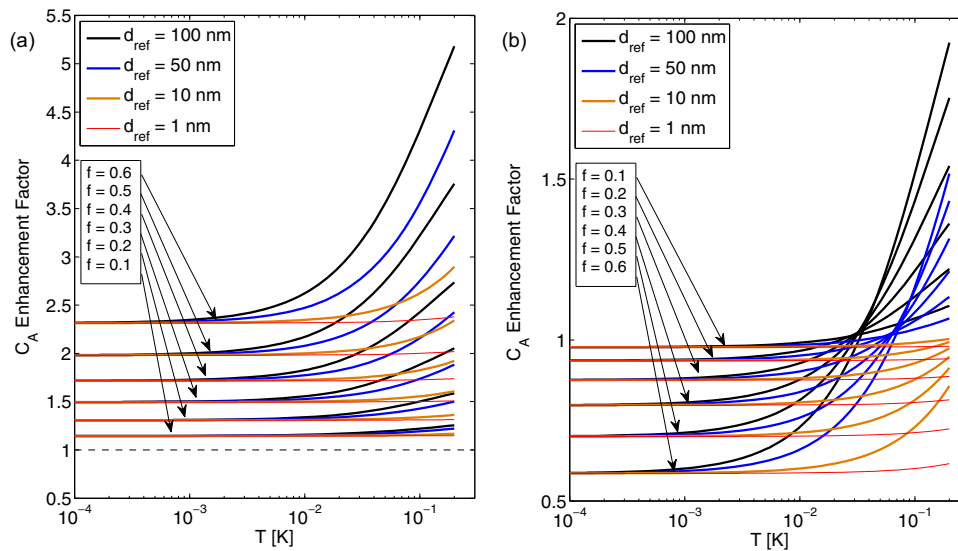 (a)
d_ref = 100 nm
d_ref = 50 nm
d_ref = 10 nm
d_ref = 1 nm
f = 0.6
f = 0.5
f = 0.4
f = 0.3
f = 0.2
f = 0.1
C_A Enhancement Factor
5.5
5
4.5
4
3.5
3
2.5
2
1.5
1
0.5
10^-4
10^-3
10^-2
10^-1
T [K]
(b)
d_ref = 100 nm
d_ref = 50 nm
d_ref = 10 nm
d_ref = 1 nm
f = 0.1
f = 0.2
f = 0.3
f = 0.4
f = 0.5
f = 0.6
C_A Enhancement Factor
2
1.5
1
0.5
10^-4
10^-3
10^-2
10^-1
T [K]